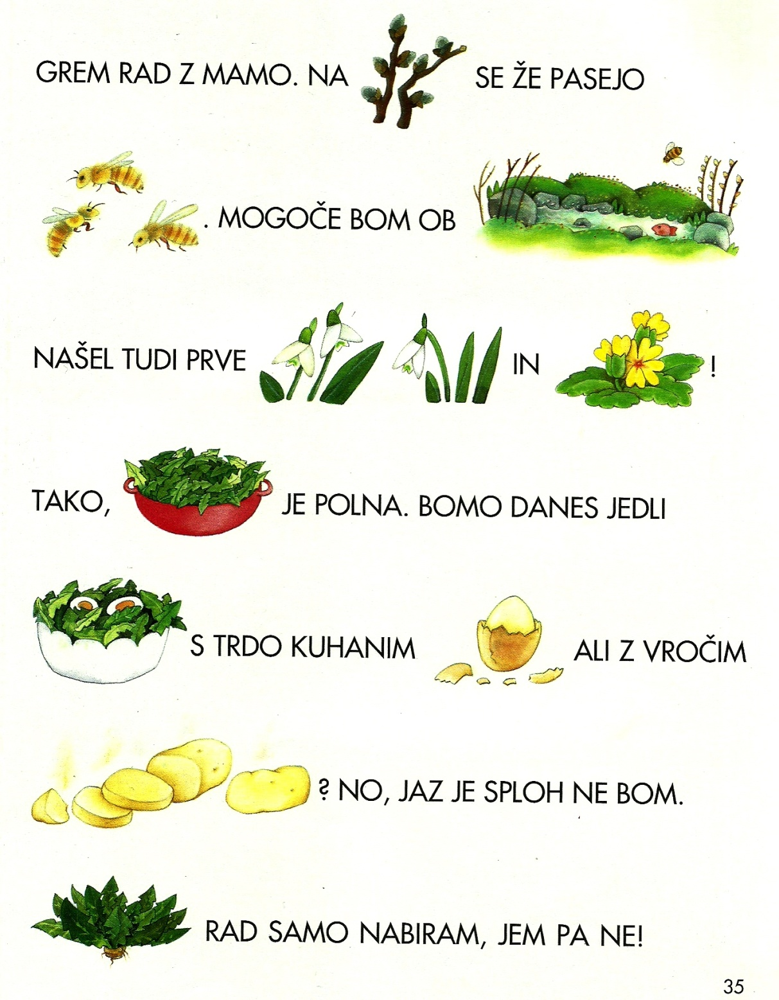 GREM RAD Z MAMO. NA SE ŽE PASEJO
. MOGOČE BOM OB
NAŠEL TUDI PRVE IN !
TAKO, JE POLNA. BOMO DANES JEDLI
S TRDO KUHANIM ALI Z VROČIM
? NO, JAZ JE SPLOH NE BOM.
RAD SAMO NABIRAM, JEM PA NE!
35